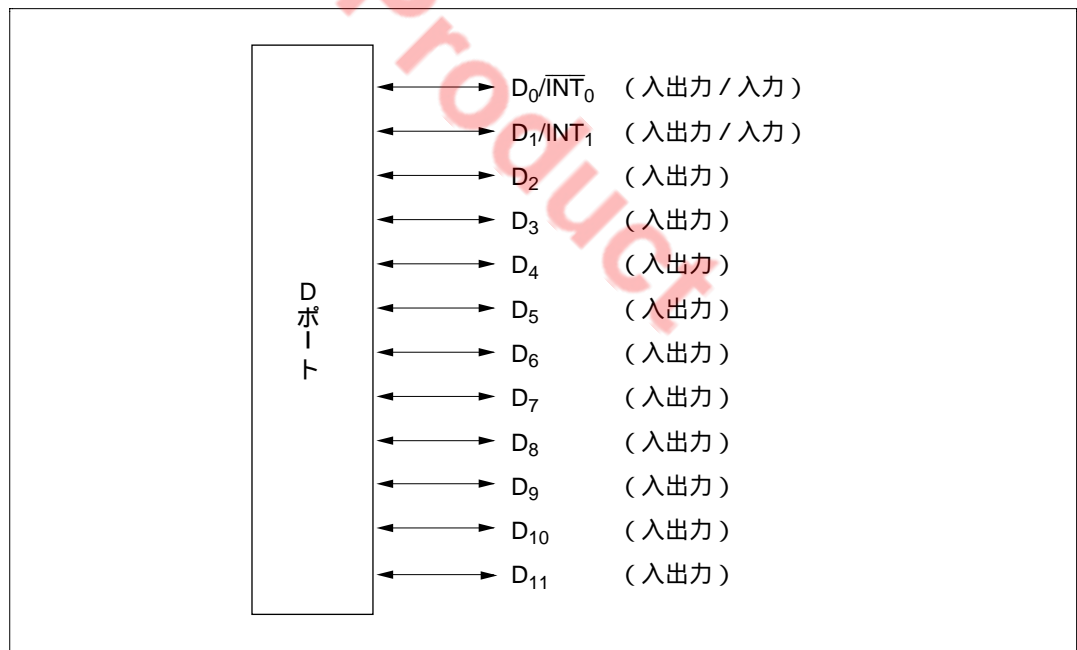 Product
Dポート
D₀/I̅N̅T̅₀ （入出力 / 入力）
D₁/INT₁ （入出力 / 入力）
D₂ （入出力）
D₃ （入出力）
D₄ （入出力）
D₅ （入出力）
D₆ （入出力）
D₇ （入出力）
D₈ （入出力）
D₉ （入出力）
D₁₀ （入出力）
D₁₁ （入出力）